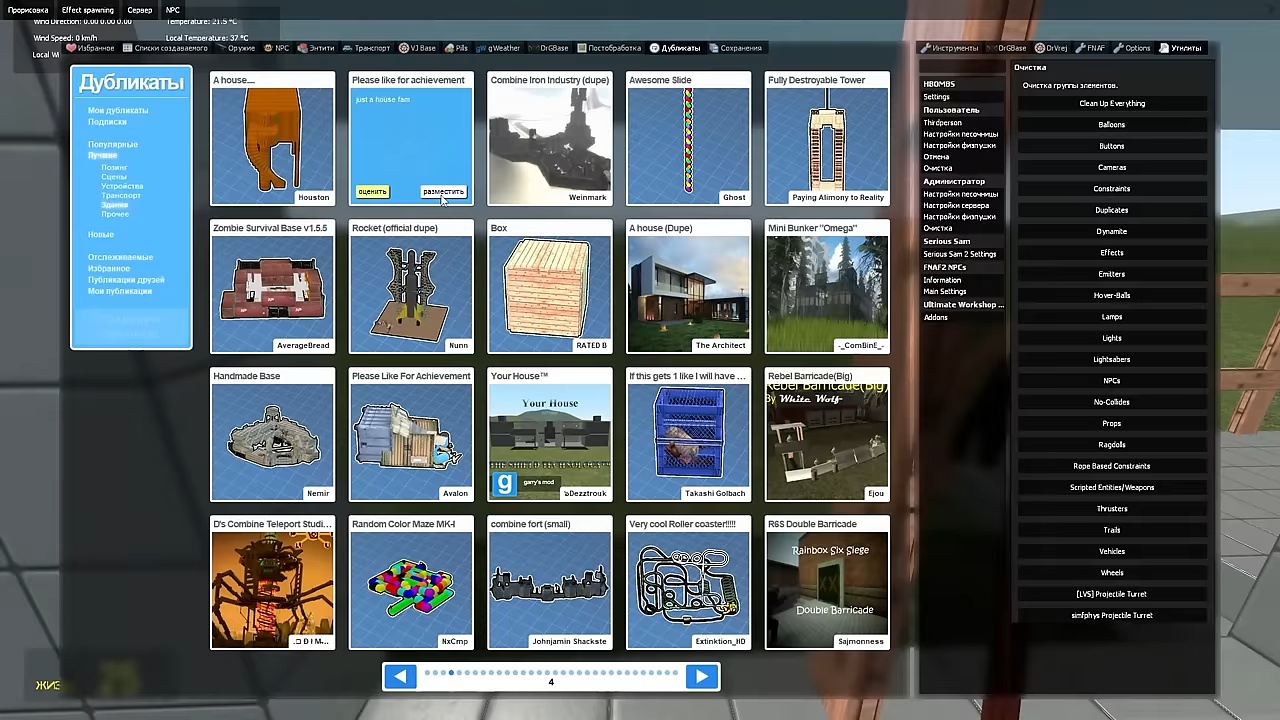 Прорисовка Effect spawning Сервер NPC
Wind Direction: 0.00 0.00 0.00 Temperature: 21.5 °C
Wind Speed: 0 km/h Local Temperature: 37 °C
Local Wi
Избранное Списки создаваемого Оружие NPC Энтити Транспорт VJ Base Pills gWeather DrGBase Постобработка Дубликаты Сохранения
Инструменты DrGBase DrVrej FNAF Options Утилиты
Дубликаты
Мои дубликаты
Подписки
Популярные
Лучшие
Позинг
Сцены
Устройства
Транспорт
Здания
Прочее
Новые
Отслеживаемые
Избранное
Публикации друзей
Мои публикации
A house....
Houston
Please like for achievement
just a house fam
оценить
разместить
Combine Iron Industry (dupe)
Weinmark
Awesome Slide
Ghost
Fully Destroyable Tower
Paying Alimony to Reality
Zombie Survival Base v1.5.5
AverageBread
Rocket (official dupe)
Nunn
Box
RATED B
A house (Dupe)
The Architect
Mini Bunker "Omega"
-_ComBinE_-
Handmade Base
Nemir
Please Like For Achievement
Avalon
Your House™
Your House
garry's mod
If this gets 1 like I will have ...
Takashi Golbach
Rebel Barricade(Big)
Rebel Barricade(Big)
By White Wolf-
Ejou
D's Combine Teleport Studi...
Random Color Maze MK-I
NxCmp
combine fort (small)
Johnjamin Shackste
Very cool Roller coaster!!!!!
Extinktion_HD
R6S Double Barricade
Rainbox Six Siege
Double Barricade
Sajmonness
4
HBOMBS
Settings
Пользователь
Thirdperson
Настройки песочницы
Настройки физпушки
Отмена
Очистка
Администратор
Настройки песочницы
Настройки сервера
Настройки физпушки
Очистка
Serious Sam
Serious Sam 2 Settings
FNAF2 NPCs
Information
Main Settings
Ultimate Workshop ...
Addons
Очистка
Очистка группы элементов.
Clean Up Everything
Balloons
Buttons
Cameras
Constraints
Duplicates
Dynamite
Effects
Emitters
Hover-Balls
Lamps
Lights
Lightsabers
NPCs
No-Collides
Props
Ragdolls
Rope Based Constraints
Scripted Entities/Weapons
Thrusters
Trails
Vehicles
Wheels
[LVS] Projectile Turret
simfphys Projectile Turret